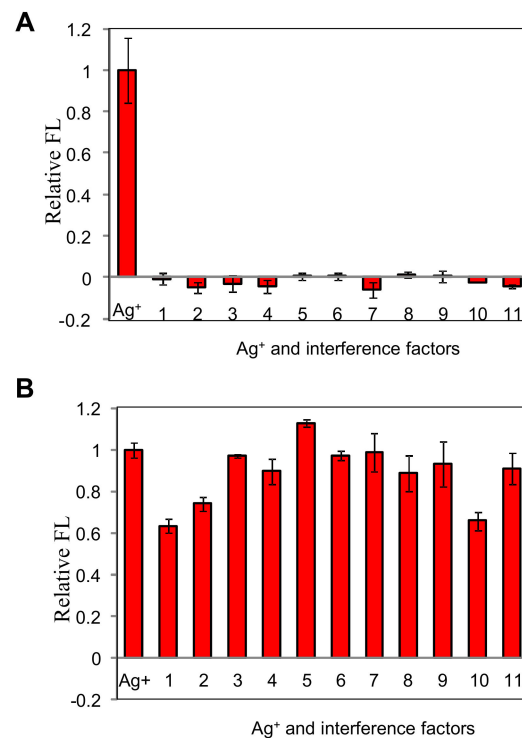 A
Relative FL
1.2
1
0.8
0.6
0.4
0.2
0
-0.2
Ag⁺ 1 2 3 4 5 6 7 8 9 10 11
Ag⁺ and interference factors
B
Relative FL
1.2
1
0.8
0.6
0.4
0.2
0
-0.2
Ag+ 1 2 3 4 5 6 7 8 9 10 11
Ag⁺ and interference factors